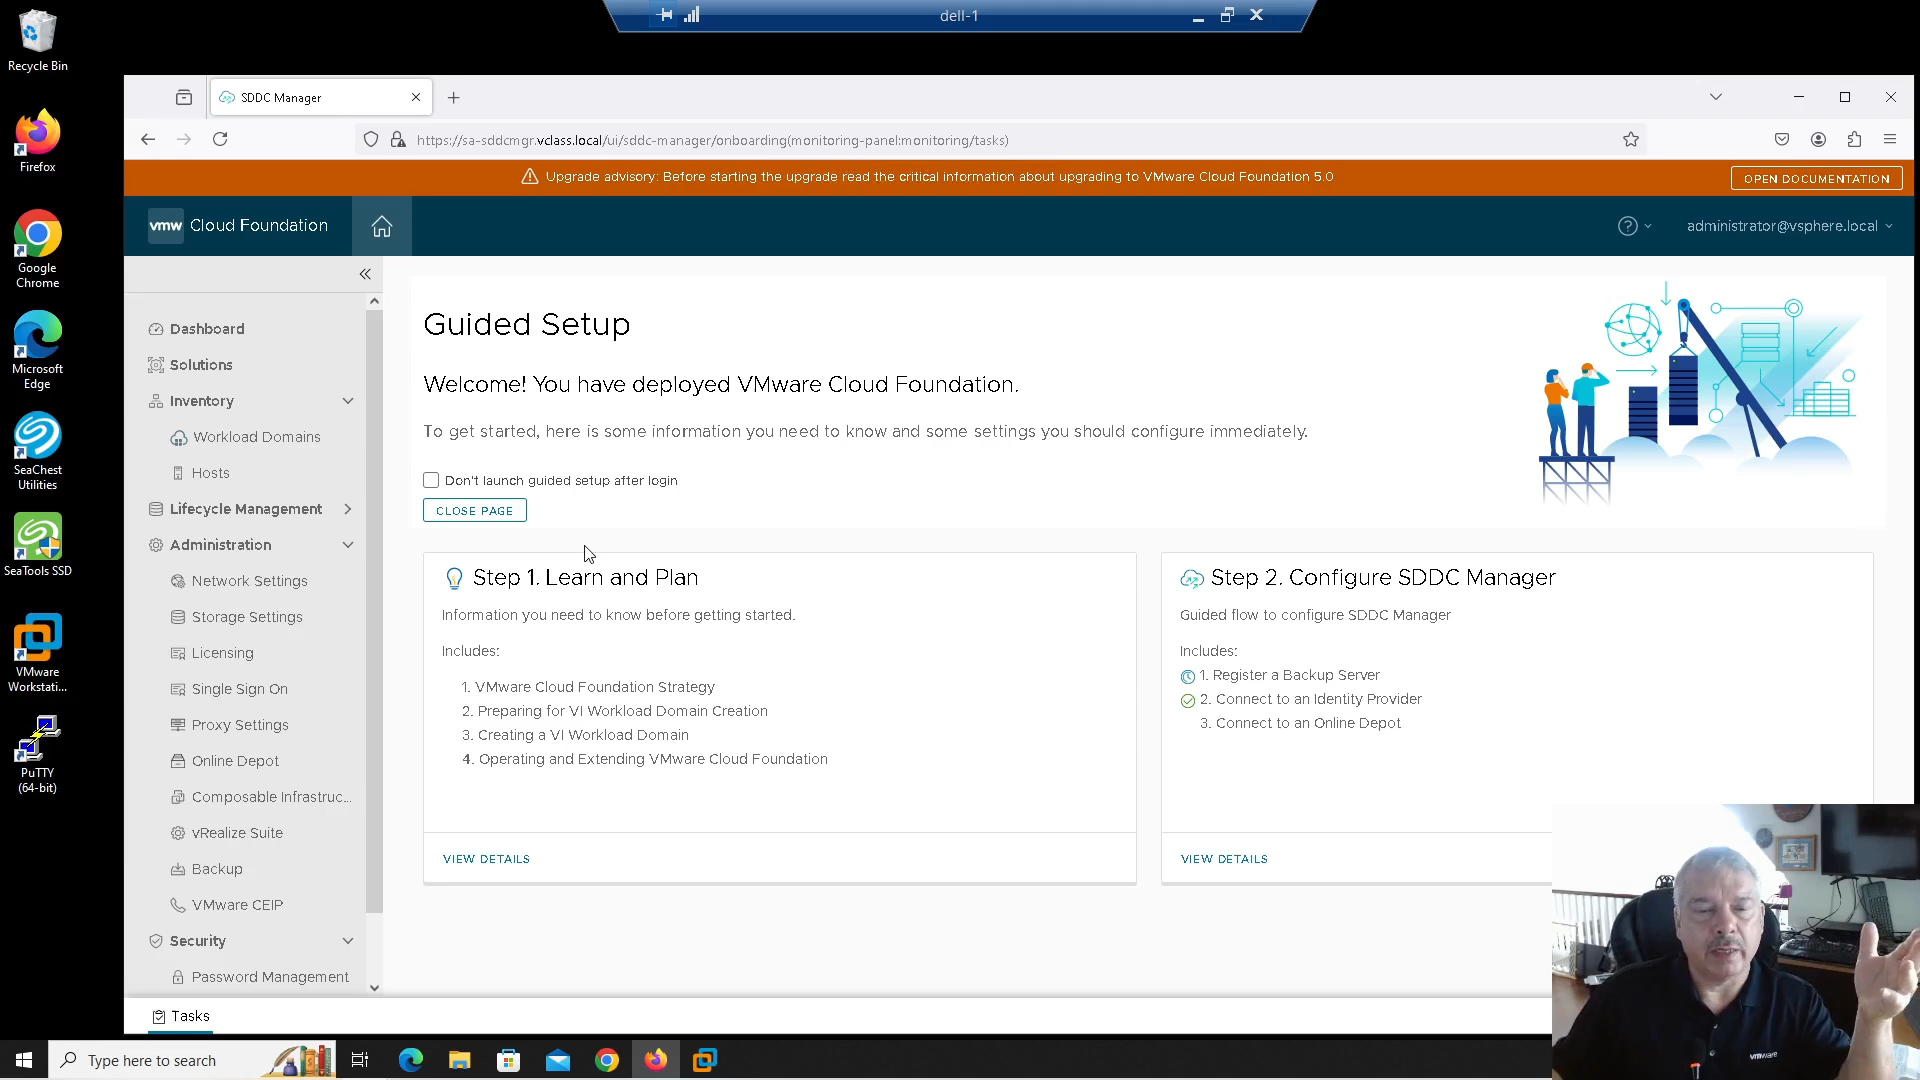 dell-1
Recycle Bin
SDDC Manager
https://sa-sddcmgr.vclass.local/ui/sddc-manager/onboarding(monitoring-panel:monitoring/tasks)
Firefox
Upgrade advisory: Before starting the upgrade read the critical information about upgrading to VMware Cloud Foundation 5.0
OPEN DOCUMENTATION
vmw Cloud Foundation
administrator@vsphere.local
Google
Chrome
Microsoft
Edge
SeaChest
Utilities
SeaTools SSD
VMware
Workstati...
PuTTY
(64-bit)
Dashboard
Solutions
Inventory
Workload Domains
Hosts
Lifecycle Management
Administration
Network Settings
Storage Settings
Licensing
Single Sign On
Proxy Settings
Online Depot
Composable Infrastruc...
vRealize Suite
Backup
VMware CEIP
Security
Password Management
Guided Setup
Welcome! You have deployed VMware Cloud Foundation.
To get started, here is some information you need to know and some settings you should configure immediately.
Don't launch guided setup after login
CLOSE PAGE
Step 1. Learn and Plan
Information you need to know before getting started.
Includes:
1. VMware Cloud Foundation Strategy
2. Preparing for VI Workload Domain Creation
3. Creating a VI Workload Domain
4. Operating and Extending VMware Cloud Foundation
VIEW DETAILS
Step 2. Configure SDDC Manager
Guided flow to configure SDDC Manager
Includes:
1. Register a Backup Server
2. Connect to an Identity Provider
3. Connect to an Online Depot
VIEW DETAILS
Tasks
Type here to search
vmware